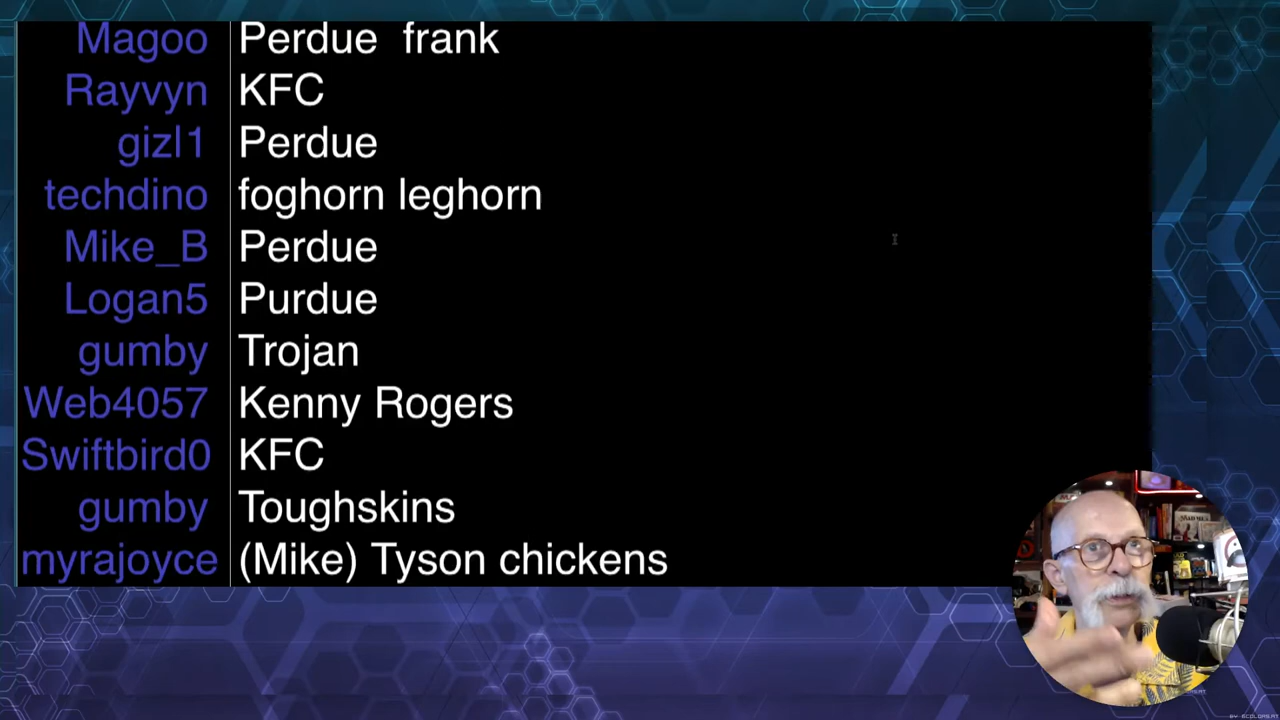 Magoo Perdue frank
Rayvyn KFC
gizl1 Perdue
techdino foghorn leghorn
Mike_B Perdue
Logan5 Purdue
gumby Trojan
Web4057 Kenny Rogers
Swiftbird0 KFC
gumby Toughskins
myrajoyce (Mike) Tyson chickens